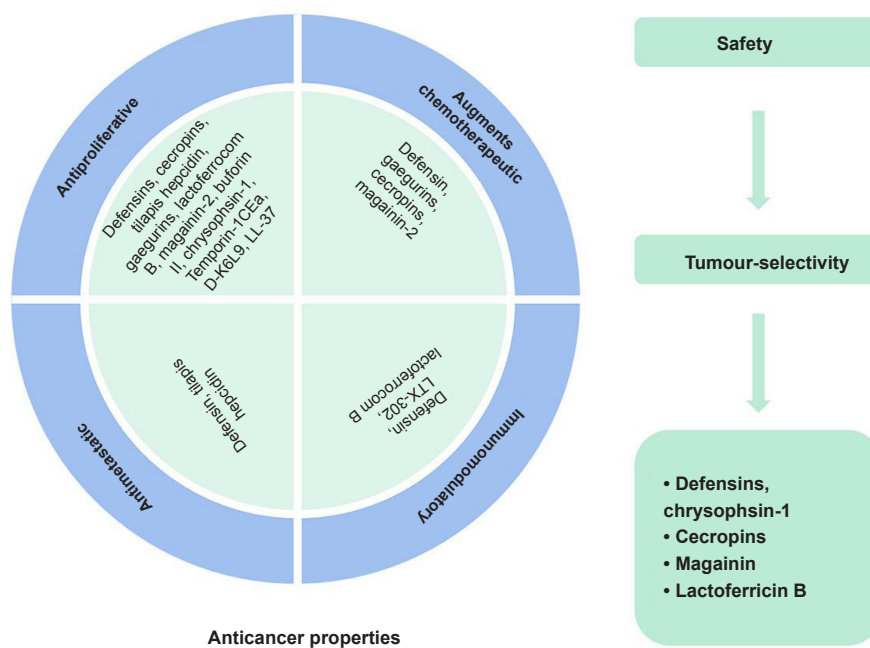 Antiproliferative
Defensins, cecropins,
tilapis hepcidin,
gaegurins, lactoferrocom
B, magainin-2, buforin
II, chrysophsin-1,
Temporin-1CEa,
D-K6L9, LL-37
Augments
chemotherapeutic
Defensin,
gaegurins,
cecropins,
magainin-2
Antimetastatic
Defensin, tilapis
hepcidin
Immunomodulatory
Defensin,
LTX-302,
lactoferrocom B
Anticancer properties
Safety
Tumour-selectivity
• Defensins,
chrysophsin-1
• Cecropins
• Magainin
• Lactoferricin B